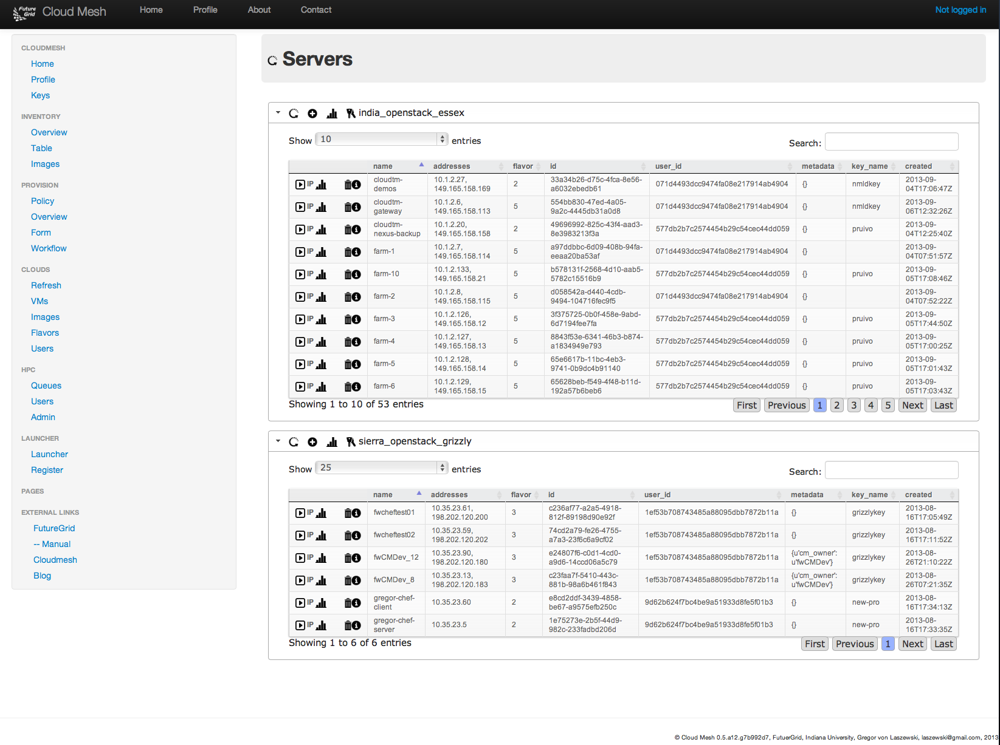 Future
Grid
Cloud Mesh Home Profile About Contact Not logged in
CLOUDMESH
Home
Profile
Keys
INVENTORY
Overview
Table
Images
PROVISION
Policy
Overview
Form
Workflow
CLOUDS
Refresh
VMs
Images
Flavors
Users
HPC
Queues
Users
Admin
LAUNCHER
Launcher
Register
PAGES
EXTERNAL LINKS
FutureGrid
-- Manual
Cloudmesh
Blog
Servers
india_openstack_essex
Show 10 entries Search:
name addresses flavor id user_id metadata key_name created
IP cloudtm- 10.1.2.27, 2 33a34b26-d75c-4fca-8e56- 071d4493dcc9474fa08e217914ab4904 {} nmldkey 2013-09-
demos 149.165.158.169 a6032ebedb61 04T17:06:47Z
IP cloudtm- 10.1.2.6, 5 554bb830-47ed-4a05- 071d4493dcc9474fa08e217914ab4904 {} nmldkey 2013-09-
gateway 149.165.158.113 9a2c-4445db31a0d8 06T12:32:26Z
IP cloudtm- 10.1.2.20, 2 49696992-825c-43f4-aad3- 577db2b7c2574454b29c54cec44dd059 {} pruivo 2013-09-
nexus-backup 149.165.158.158 8e3983213f3a 04T12:25:40Z
IP farm-1 10.1.2.7, 5 a97ddbbc-6d09-408b-94fa- 071d4493dcc9474fa08e217914ab4904 {} 2013-09-
149.165.158.114 eeaa20ba53af 04T07:51:57Z
IP farm-10 10.1.2.133, 5 b578131f-2568-4d10-aab5- 577db2b7c2574454b29c54cec44dd059 {} pruivo 2013-09-
149.165.158.21 5782c15516b9 05T17:08:46Z
IP farm-2 10.1.2.8, 5 d058542a-d440-4cdb- 071d4493dcc9474fa08e217914ab4904 {} 2013-09-
149.165.158.115 9494-104716fec9f5 04T07:52:22Z
IP farm-3 10.1.2.126, 5 3f375725-0b0f-458e-9abd- 577db2b7c2574454b29c54cec44dd059 {} pruivo 2013-09-
149.165.158.12 6d7194fee7fa 05T17:44:50Z
IP farm-4 10.1.2.127, 5 8843f53e-6341-46b3-b874- 577db2b7c2574454b29c54cec44dd059 {} pruivo 2013-09-
149.165.158.13 a1834949e793 05T17:00:25Z
IP farm-5 10.1.2.128, 5 65e6617b-11bc-4eb3- 577db2b7c2574454b29c54cec44dd059 {} pruivo 2013-09-
149.165.158.14 9741-0b9dc4b91140 05T17:01:43Z
IP farm-6 10.1.2.129, 5 65628beb-f549-4f48-b11d- 577db2b7c2574454b29c54cec44dd059 {} pruivo 2013-09-
149.165.158.15 192a57b6beb6 05T17:03:43Z
Showing 1 to 10 of 53 entries First Previous 1 2 3 4 5 Next Last
sierra_openstack_grizzly
Show 25 entries Search:
name addresses flavor id user_id metadata key_name created
IP fwcheftest01 10.35.23.61, 3 c236af77-a2a5-4918- 1ef53b708743485a88095dbb7872b11a {} grizzlykey 2013-08-
198.202.120.200 812f-89198d90e92f 16T17:05:49Z
IP fwcheftest02 10.35.23.59, 3 74cd2a79-fe26-4755- 1ef53b708743485a88095dbb7872b11a {} grizzlykey 2013-08-
198.202.120.202 a7a3-23f6c6a9cf02 16T17:11:52Z
IP fwCMDev_12 10.35.23.90, 3 e24807f6-c0d1-4cd0- 1ef53b708743485a88095dbb7872b11a {u'cm_owner': grizzlykey 2013-08-
198.202.120.180 a9d6-14ccd06a5c79 u'fwCMDev'} 26T21:10:22Z
IP fwCMDev_8 10.35.23.13, 3 c23faa7f-5410-443c- 1ef53b708743485a88095dbb7872b11a {u'cm_owner': grizzlykey 2013-08-
198.202.120.183 881b-98a6b461f843 u'fwCMDev'} 26T07:21:35Z
IP gregor-chef- 10.35.23.60 2 e8cd2ddf-3439-4858- 9d62b624f7bc4be9a51933d8fe5f01b3 {} new-pro 2013-08-
client be67-a9575efb250c 16T17:34:13Z
IP gregor-chef- 10.35.23.5 2 1e75273e-2b5f-44d9- 9d62b624f7bc4be9a51933d8fe5f01b3 {} new-pro 2013-08-
server 982c-233fadbd206d 16T17:33:35Z
Showing 1 to 6 of 6 entries First Previous 1 Next Last
© Cloud Mesh 0.5.a12.g7b992d7, FutuerGrid, Indiana University, Gregor von Laszewski, laszewski@gmail.com, 2013